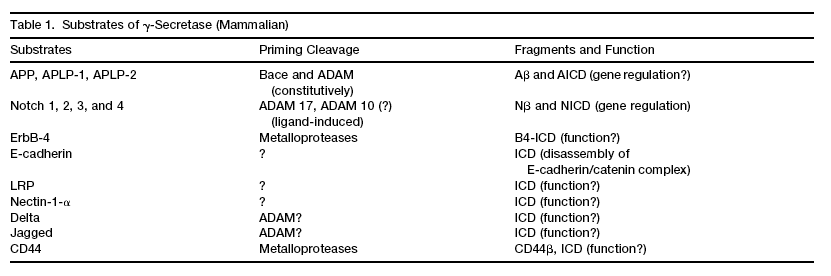 Table 1. Substrates of γ-Secretase (Mammalian)
Substrates Priming Cleavage Fragments and Function
APP, APLP-1, APLP-2 Bace and ADAM Aβ and AICD (gene regulation?)
(constitutively)
Notch 1, 2, 3, and 4 ADAM 17, ADAM 10 (?) Nβ and NICD (gene regulation)
(ligand-induced)
ErbB-4 Metalloproteases B4-ICD (function?)
E-cadherin ? ICD (disassembly of
E-cadherin/catenin complex)
LRP ? ICD (function?)
Nectin-1-α ? ICD (function?)
Delta ADAM? ICD (function?)
Jagged ADAM? ICD (function?)
CD44 Metalloproteases CD44β, ICD (function?)